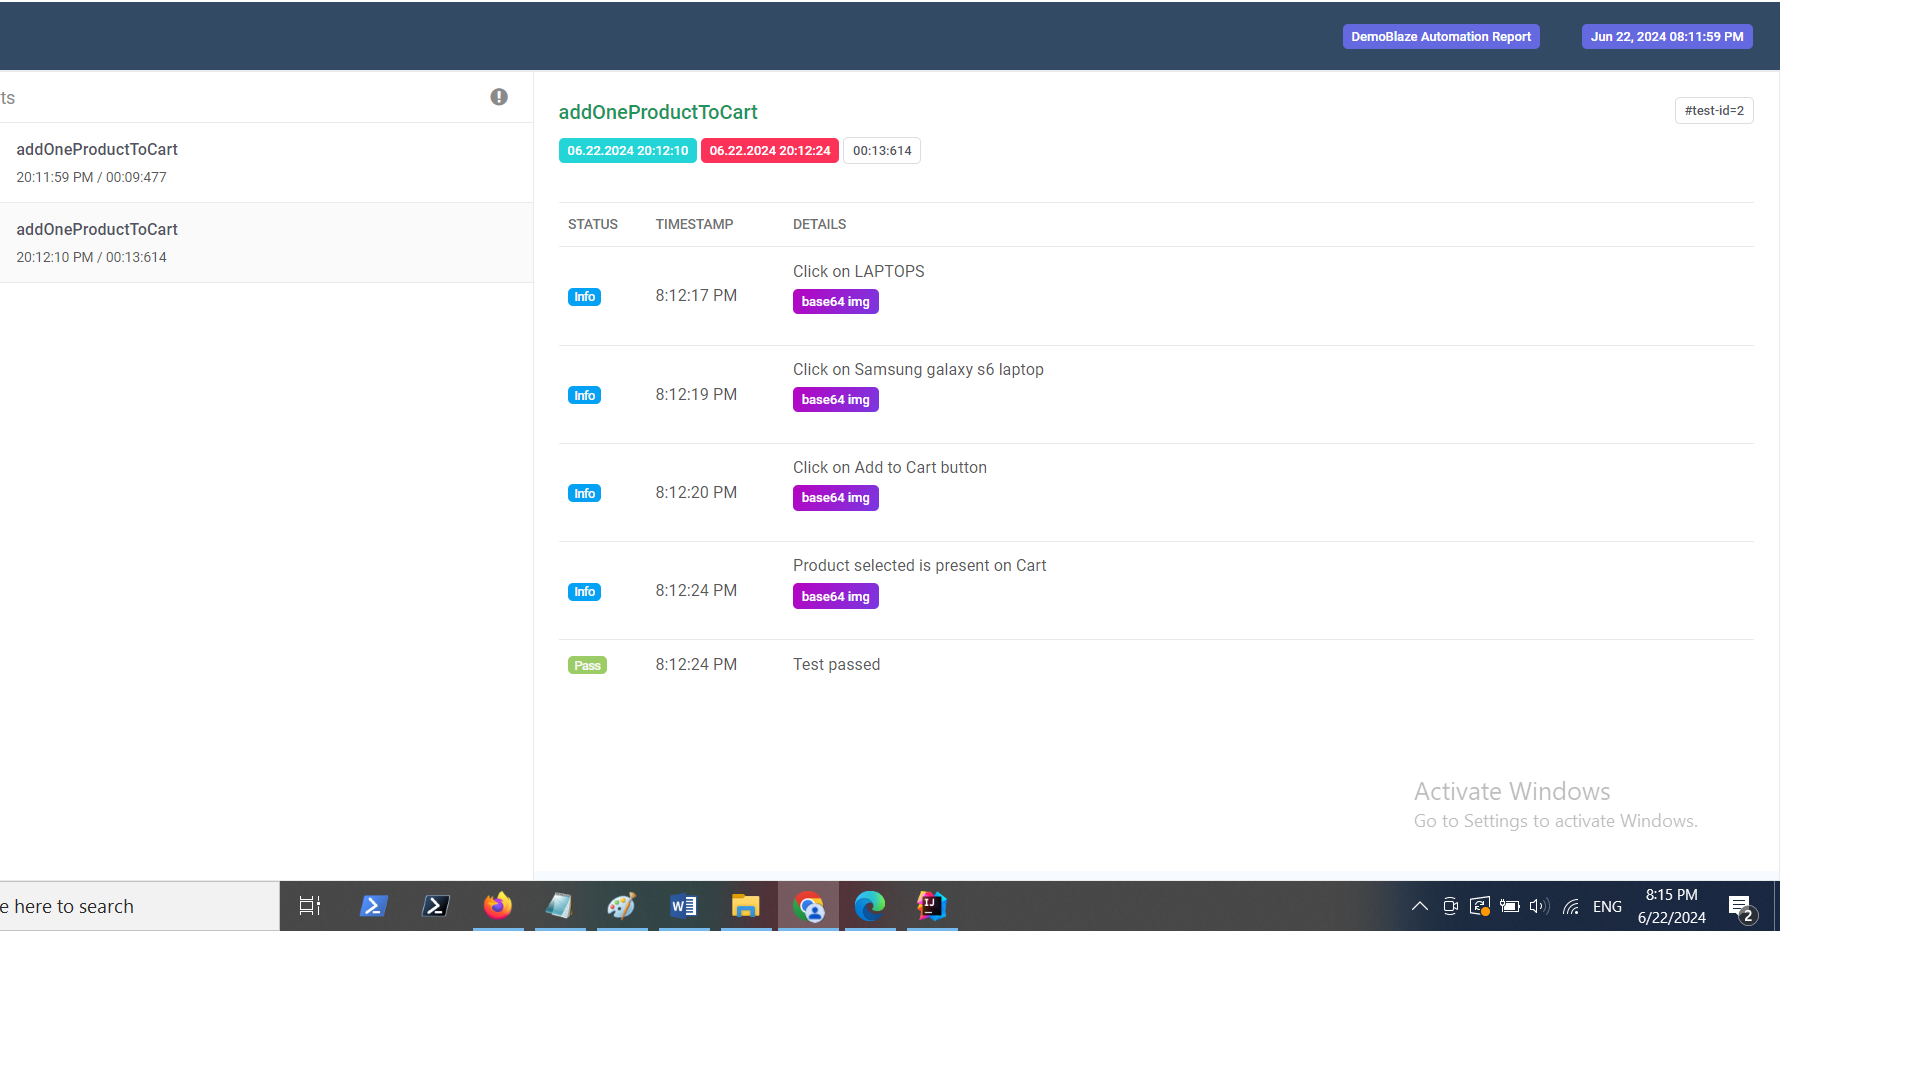 DemoBlaze Automation Report
Jun 22, 2024 08:11:59 PM
ts
addOneProductToCart
20:11:59 PM / 00:09:477
addOneProductToCart
20:12:10 PM / 00:13:614
addOneProductToCart
#test-id=2
06.22.2024 20:12:10 06.22.2024 20:12:24 00:13:614
STATUS TIMESTAMP DETAILS
Click on LAPTOPS
Info 8:12:17 PM
base64 img
Click on Samsung galaxy s6 laptop
Info 8:12:19 PM
base64 img
Click on Add to Cart button
Info 8:12:20 PM
base64 img
Product selected is present on Cart
Info 8:12:24 PM
base64 img
Pass 8:12:24 PM Test passed
Activate Windows
Go to Settings to activate Windows.
e here to search
W
IJ
ENG
8:15 PM
6/22/2024
2